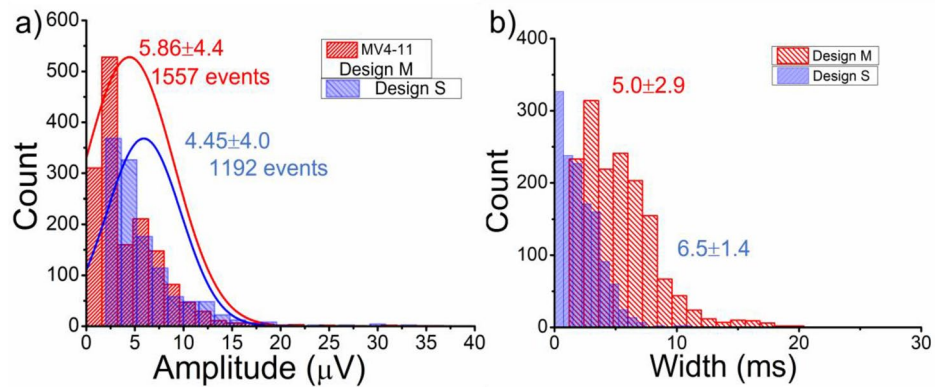 a)
600
500
400
300
200
100
0
Count
5.86±4.4
1557 events
4.45±4.0
1192 events
MV4-11
Design M
Design S
0 5 10 15 20 25 30 35 40
Amplitude (μV)
b)
400
300
200
100
0
Count
5.0±2.9
6.5±1.4
Design M
Design S
0 10 20 30
Width (ms)